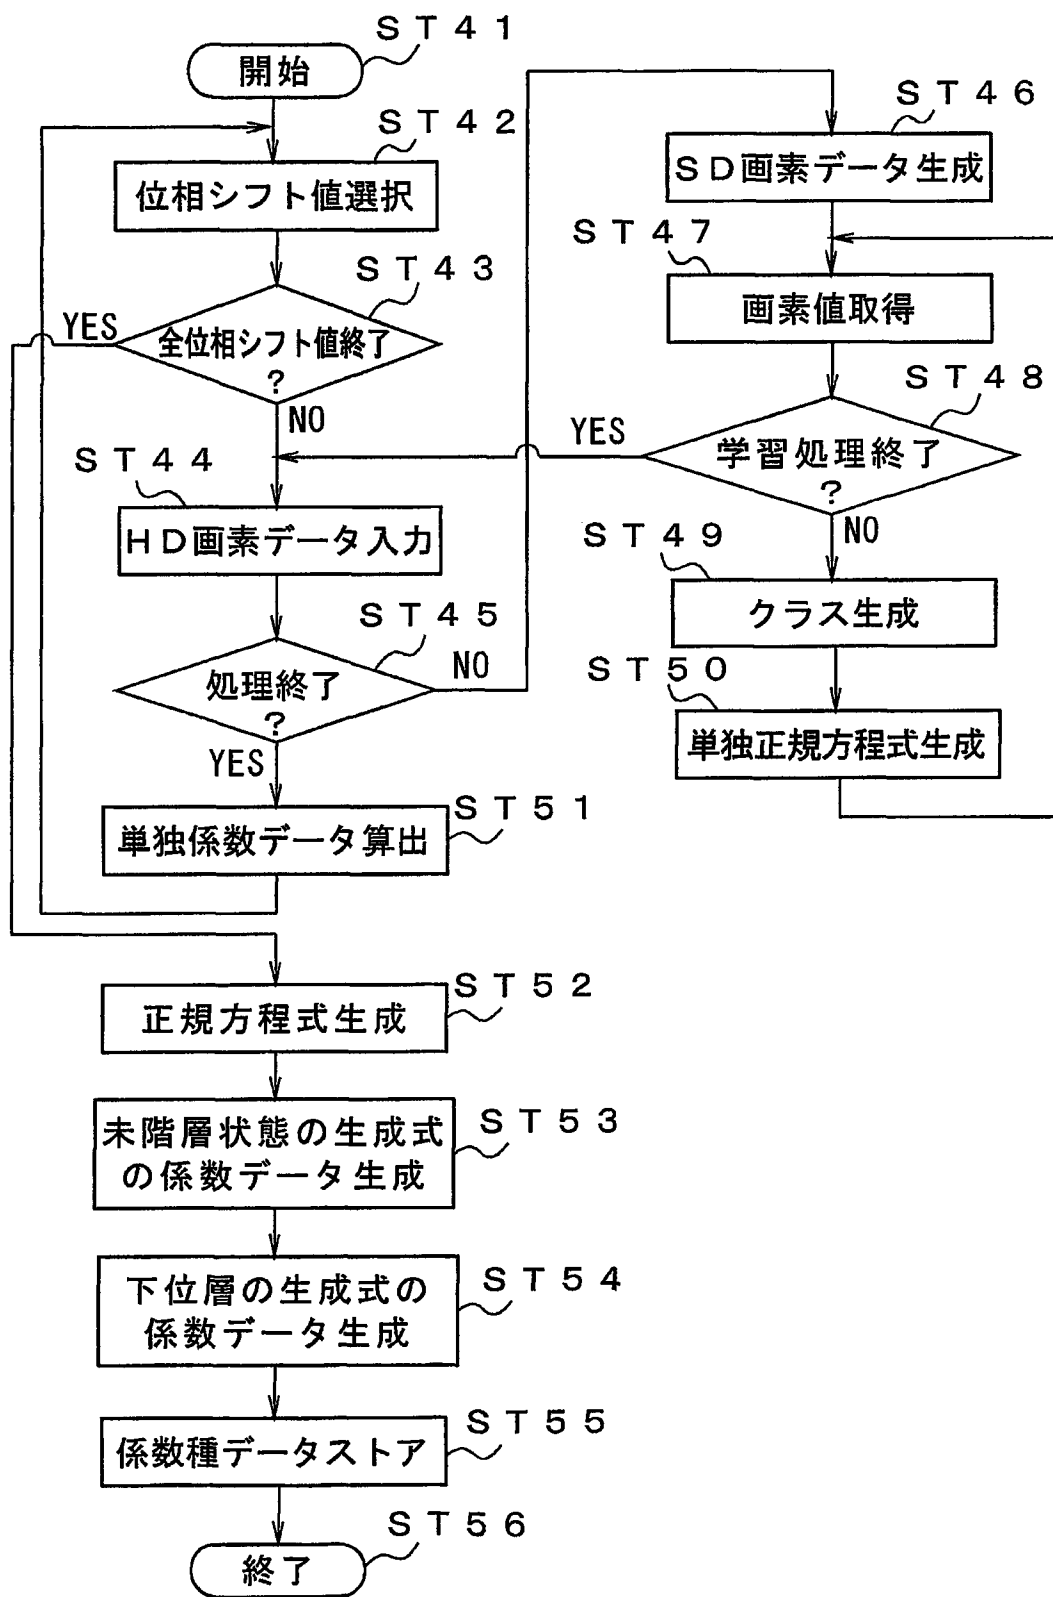 ＳＴ４１
開始
ＳＴ４２
位相シフト値選択
ＳＴ４３
YES
全位相シフト値終了
？
NO
ＳＴ４４
ＨＤ画素データ入力
ＳＴ４５
処理終了
？
NO
YES
ＳＴ５１
単独係数データ算出
ＳＴ４６
ＳＤ画素データ生成
ＳＴ４７
画素値取得
ＳＴ４８
YES
学習処理終了
？
NO
ＳＴ４９
クラス生成
ＳＴ５０
単独正規方程式生成
ＳＴ５２
正規方程式生成
ＳＴ５３
未階層状態の生成式
の係数データ生成
ＳＴ５４
下位層の生成式の
係数データ生成
ＳＴ５５
係数種データストア
ＳＴ５６
終了